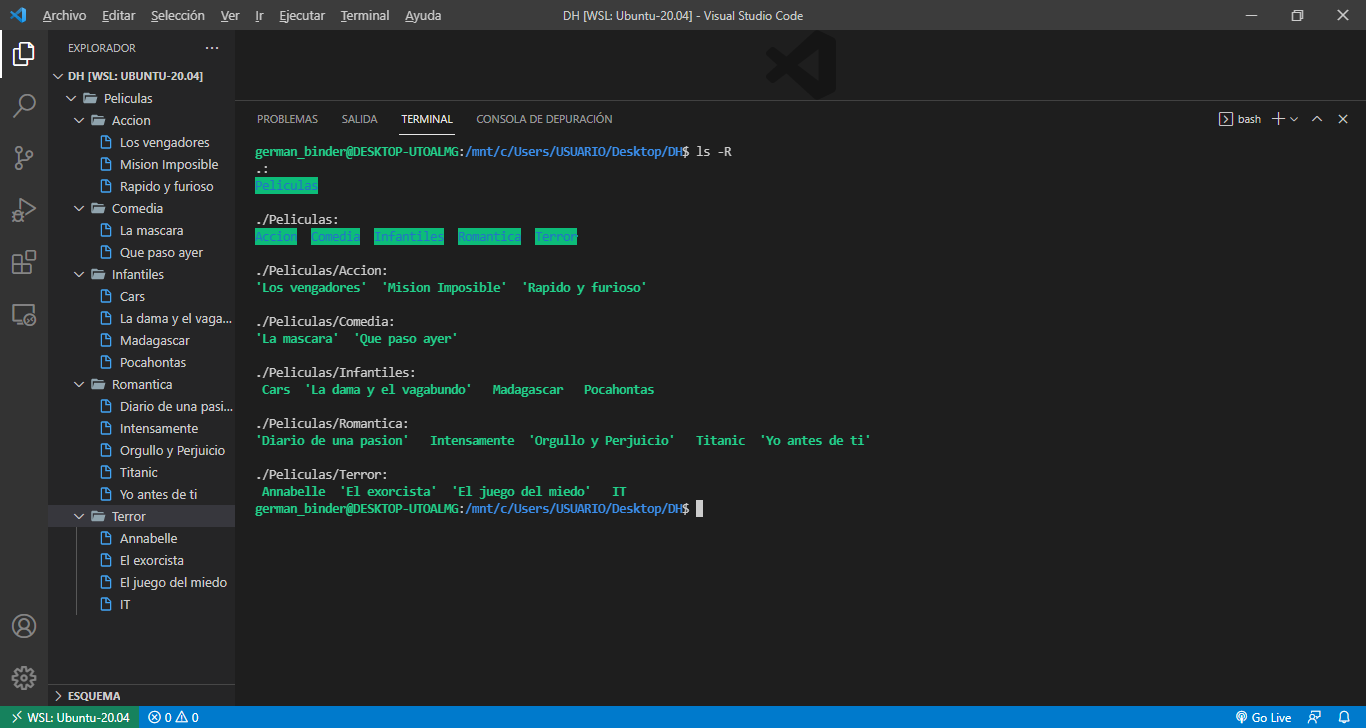 Archivo Editar Selección Ver Ir Ejecutar Terminal Ayuda DH [WSL: Ubuntu-20.04] - Visual Studio Code
EXPLORADOR
DH [WSL: UBUNTU-20.04]
Peliculas
Accion
Los vengadores
Mision Imposible
Rapido y furioso
Comedia
La mascara
Que paso ayer
Infantiles
Cars
La dama y el vaga...
Madagascar
Pocahontas
Romantica
Diario de una pasi...
Intensamente
Orgullo y Perjuicio
Titanic
Yo antes de ti
Terror
Annabelle
El exorcista
El juego del miedo
IT
ESQUEMA
PROBLEMAS SALIDA TERMINAL CONSOLA DE DEPURACIÓN bash
german_binder@DESKTOP-UTOALMG:/mnt/c/Users/USUARIO/Desktop/DH$ ls -R
.:
Peliculas
./Peliculas:
Accion Comedia Infantiles Romantica Terror
./Peliculas/Accion:
'Los vengadores' 'Mision Imposible' 'Rapido y furioso'
./Peliculas/Comedia:
'La mascara' 'Que paso ayer'
./Peliculas/Infantiles:
Cars 'La dama y el vagabundo' Madagascar Pocahontas
./Peliculas/Romantica:
'Diario de una pasion' Intensamente 'Orgullo y Perjuicio' Titanic 'Yo antes de ti'
./Peliculas/Terror:
Annabelle 'El exorcista' 'El juego del miedo' IT
german_binder@DESKTOP-UTOALMG:/mnt/c/Users/USUARIO/Desktop/DH$
WSL: Ubuntu-20.04 0 0 Go Live